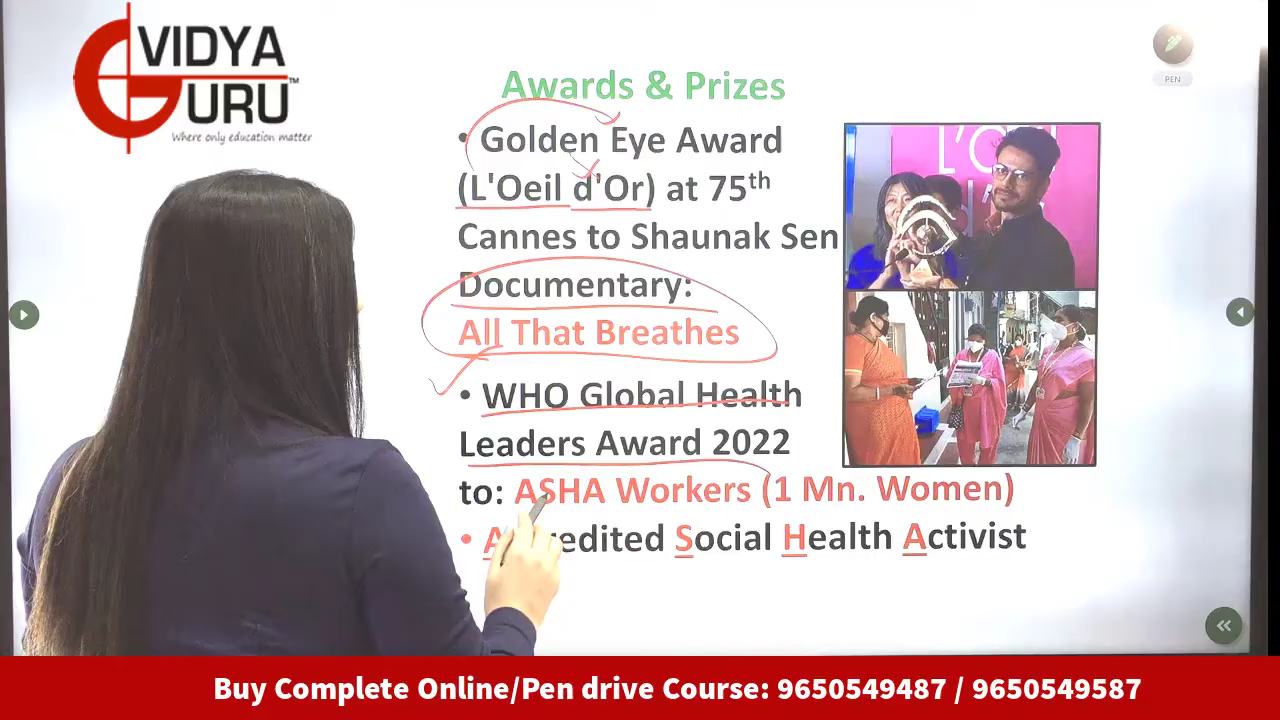 VIDYA
GURU™
Where only education matter
PEN
Awards & Prizes
• Golden Eye Award
(L'Oeil d'Or) at 75th
Cannes to Shaunak Sen
Documentary:
All That Breathes
• WHO Global Health
Leaders Award 2022
to: ASHA Workers (1 Mn. Women)
• Accredited Social Health Activist
L'O
d'
Buy Complete Online/Pen drive Course: 9650549487 / 9650549587